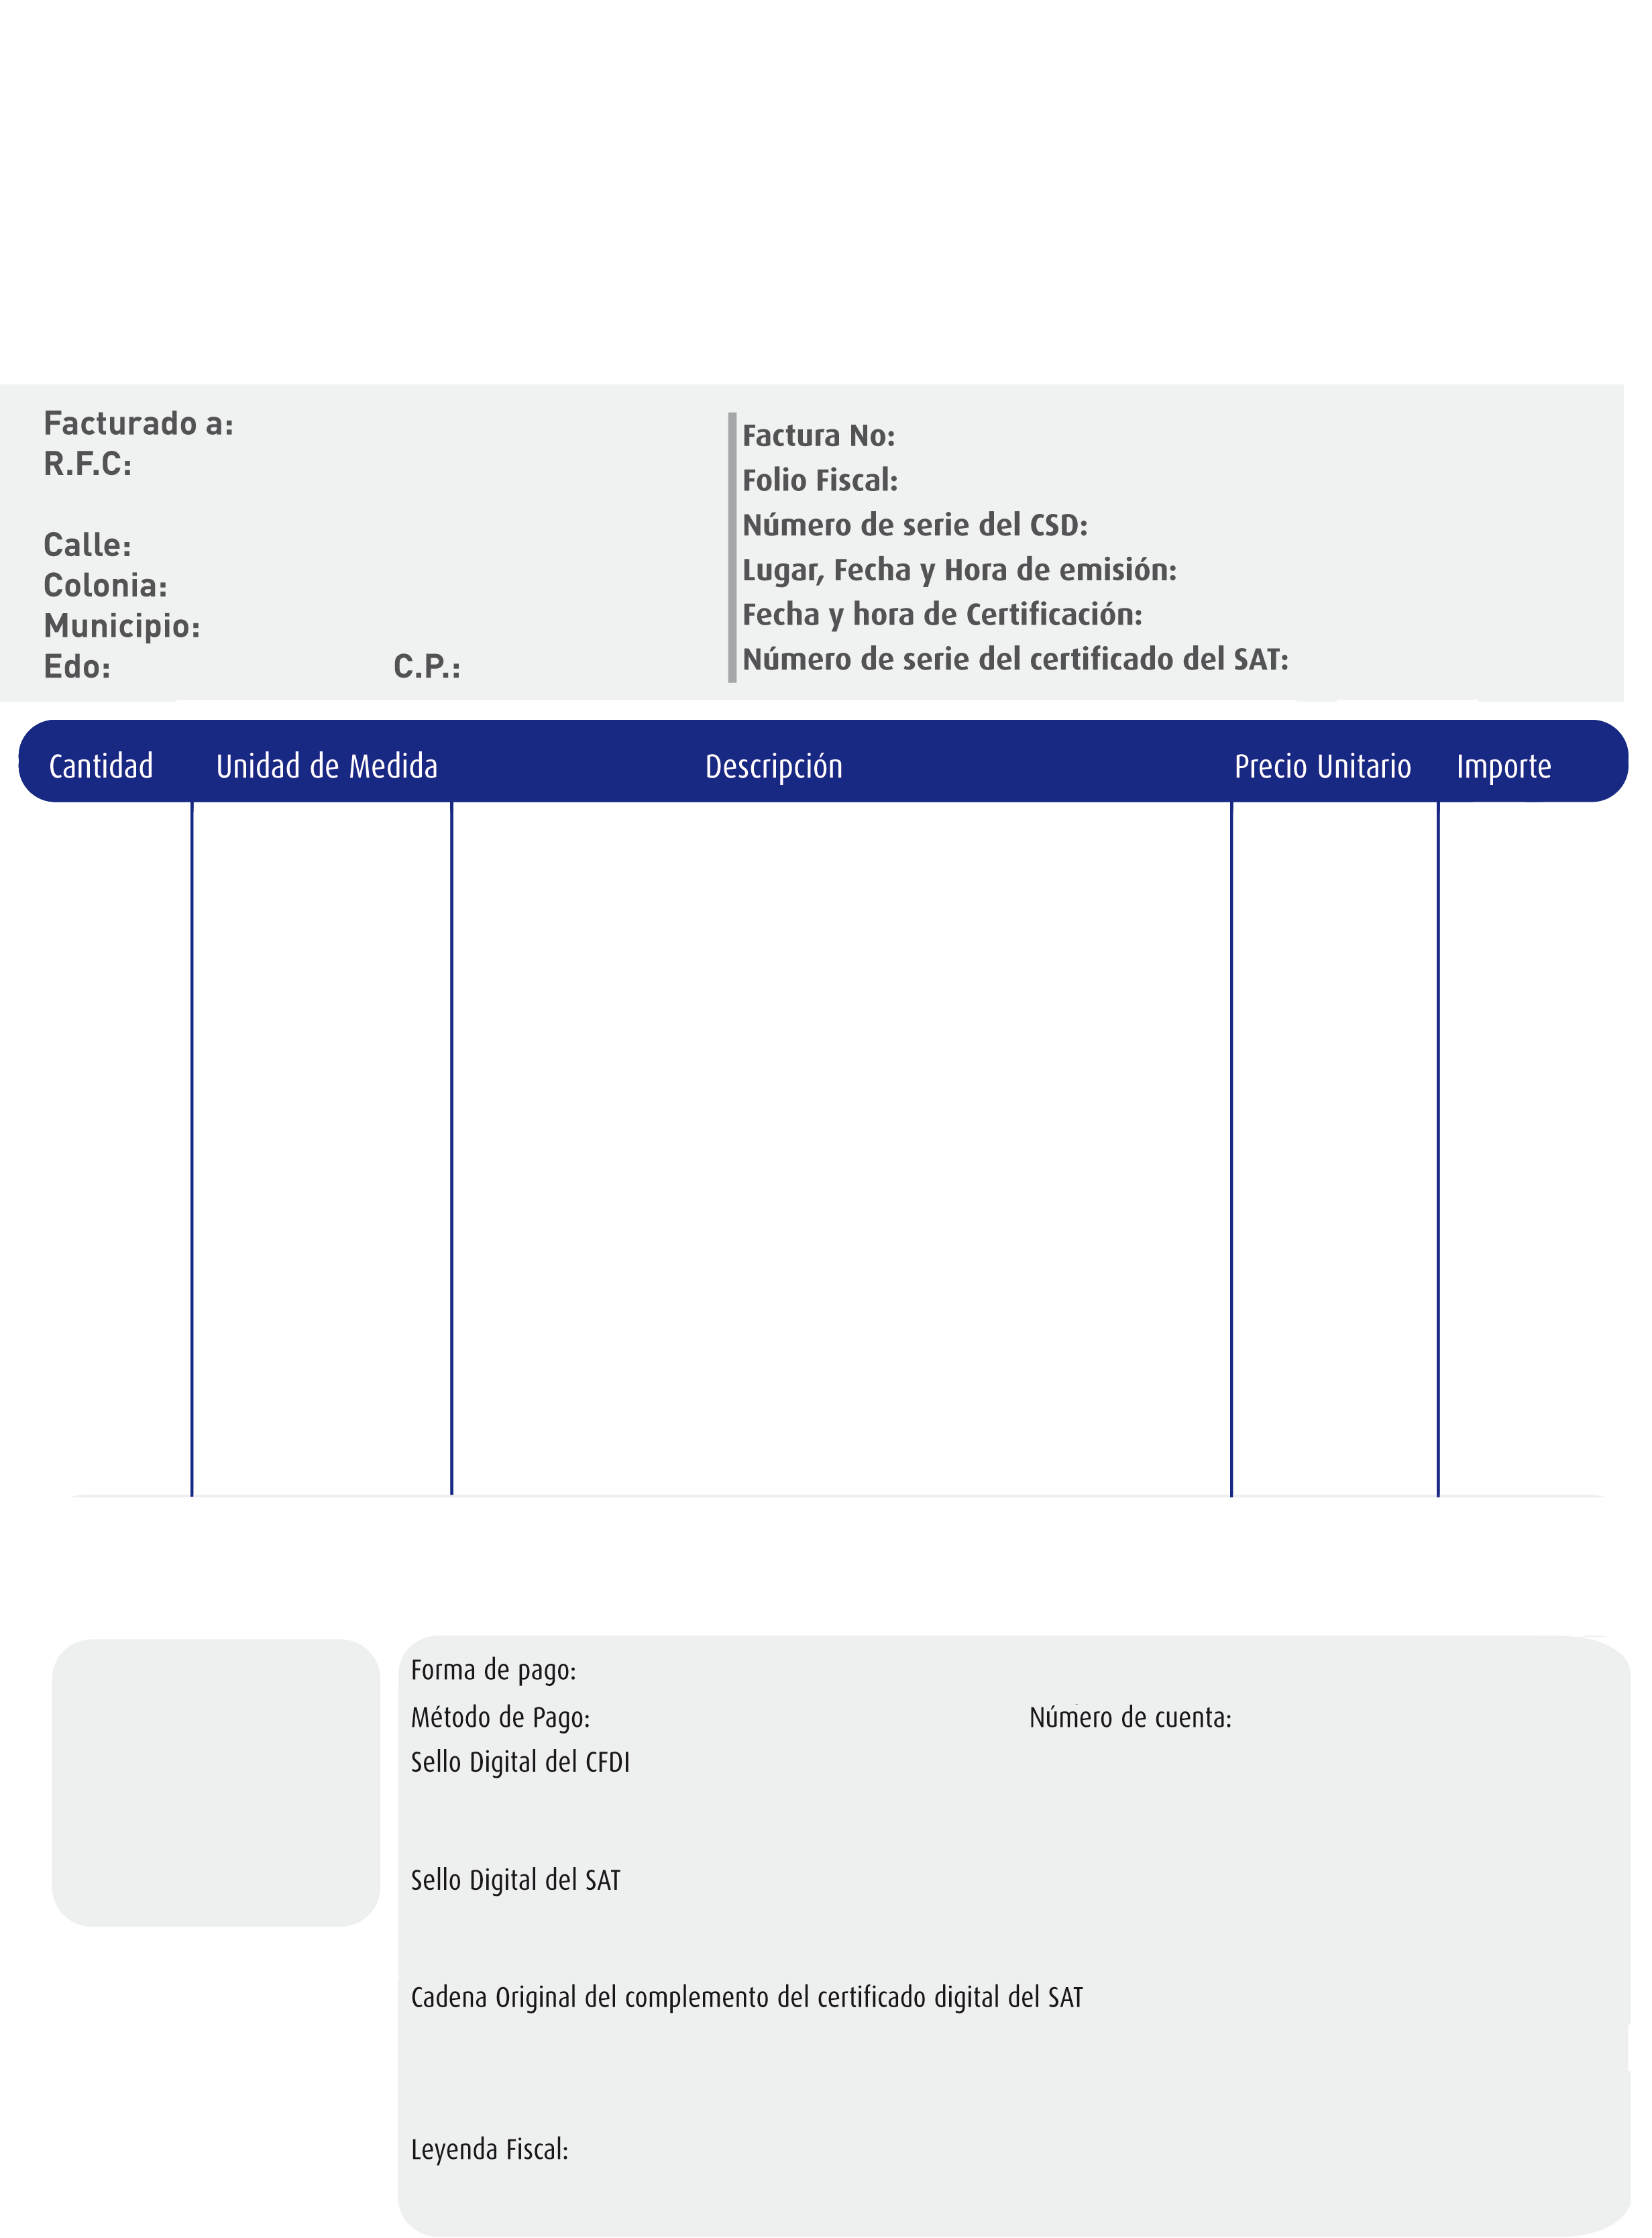 Facturado a:
R.F.C:
Calle:
Colonia:
Municipio:
Edo: C.P.:
Factura No:
Folio Fiscal:
Número de serie del CSD:
Lugar, Fecha y Hora de emisión:
Fecha y hora de Certificación:
Número de serie del certificado del SAT:
Cantidad Unidad de Medida Descripción Precio Unitario Importe
Forma de pago:
Método de Pago: Número de cuenta:
Sello Digital del CFDI
Sello Digital del SAT
Cadena Original del complemento del certificado digital del SAT
Leyenda Fiscal: